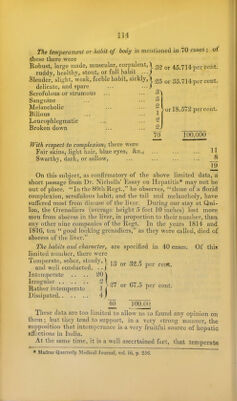 114
The temperament or habit of body is mentioned in 70 cases; of
these there were
Robust, large made, muscular, corpulent, ruddy, healthy, stout, or full habit ... } 32 or 45.714 per cent.
Slender, slight, weak, feeble habit, sickly, delicate, and spare ... } 25 or 35.714 per cent.
Scrofulous or strumous ... 3
Sanguine ... 3
Melancholic ... 2
Bilious ... 1
Leucophlegmatic ... 2
Broken down ... 2
} or 18.572 per cent.
70 100.000
With respect to complexion; there were
Fair skins, light hair, blue eyes, &c., ... 11
Swarthy, dark, or sallow, ... 8
19
On this subject, as confirmatory of the above limited data, a
short passage from Dr. Nicholls' Essay on Hepatitis* may not be
out of place. "In the 80th Regt.," he observes, "those of a florid
complexion, scrofulous habit, and the tall and melancholy, have
suffered most from disease of the liver. During our stay at Qui-
lon, the Grenadiers (average height 5 feet 10 inches) lost more
men from abscess in the liver, in proportion to their number, than
any other nine companies of the Regt. In the years 1814 and
1816, ten "good looking grenadiers," as they were called, died of
abscess of the liver."
The habits and character, are specified in 40 cases. Of this
limited number, there were
Temperate, sober, steady, and well conducted. ... } 13 or 32.5 per cent.
Intemperate ... 20
Irregular ... 2
Rather intemperate 1
Dissipated ... 4
} 27 or 67.5 per cent.
40 100.00
These data are too limited to allow us to found any opinion on
them; but they tend to support, in a very strong manner, the
supposition that intemperance is a very fruitful source of hepatic
affections in India.
At the same time, it is a well ascertained fact, that temperate
* Madras Quarterly Medical Journal, vol. iii, p. 256.